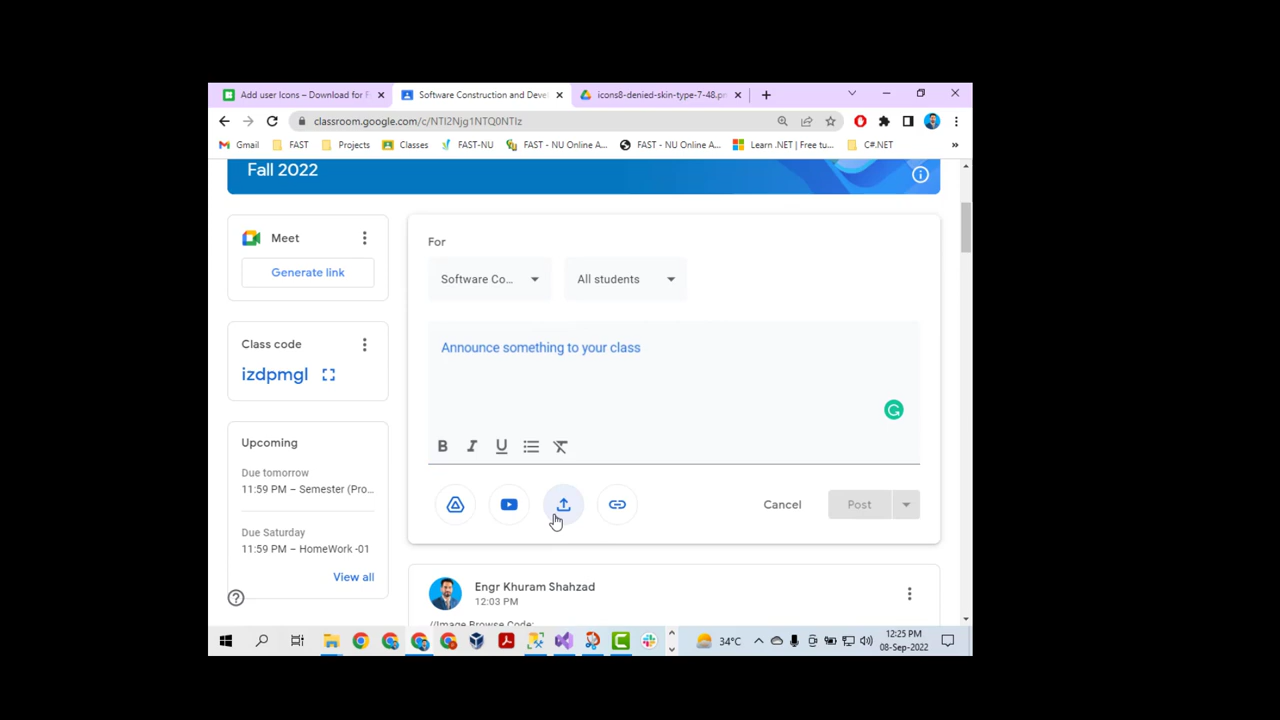 Add user Icons – Download for F
Software Construction and Deve
icons8-denied-skin-type-7-48.p
classroom.google.com/c/NTI2Njg1NTQ0NTIz
Gmail
FAST
Projects
Classes
FAST-NU
FAST - NU Online A...
FAST - NU Online A...
Learn .NET | Free tu...
C#.NET
»
Fall 2022
Meet
Generate link
Class code
izdpmgl
Upcoming
Due tomorrow
11:59 PM – Semester (Pro...
Due Saturday
11:59 PM – HomeWork -01
View all
For
Software Co...
All students
Announce something to your class
B I U
Cancel
Post
Engr Khuram Shahzad
12:03 PM
//Image Browse Code:
34°C
12:25 PM
08-Sep-2022